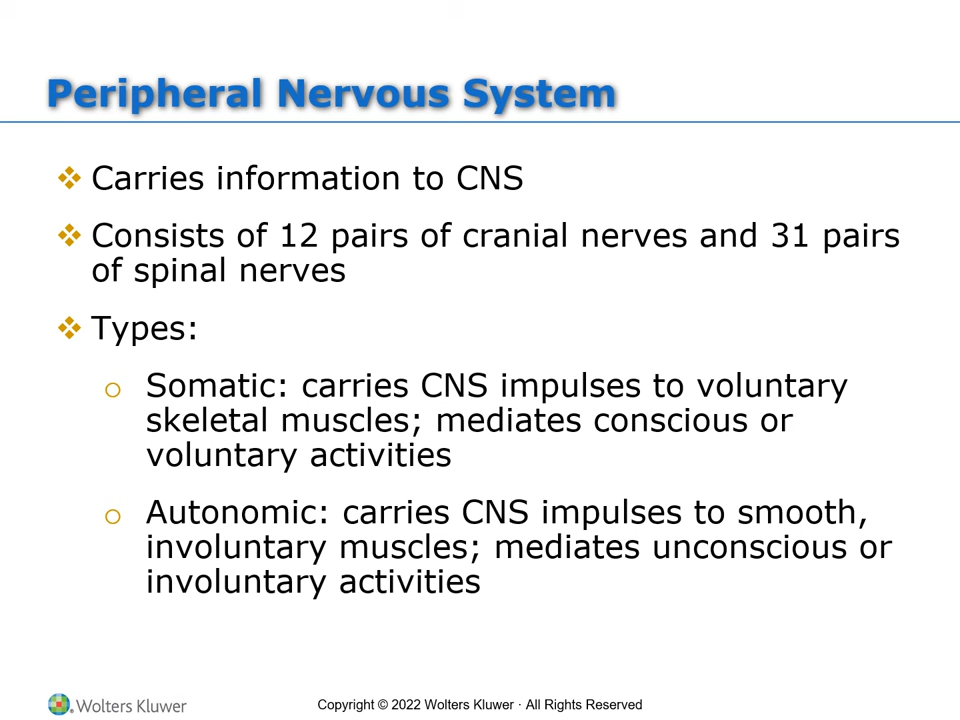 Peripheral Nervous System
❖ Carries information to CNS
❖ Consists of 12 pairs of cranial nerves and 31 pairs
of spinal nerves
❖ Types:
o Somatic: carries CNS impulses to voluntary
skeletal muscles; mediates conscious or
voluntary activities
o Autonomic: carries CNS impulses to smooth,
involuntary muscles; mediates unconscious or
involuntary activities
Wolters Kluwer
Copyright © 2022 Wolters Kluwer · All Rights Reserved